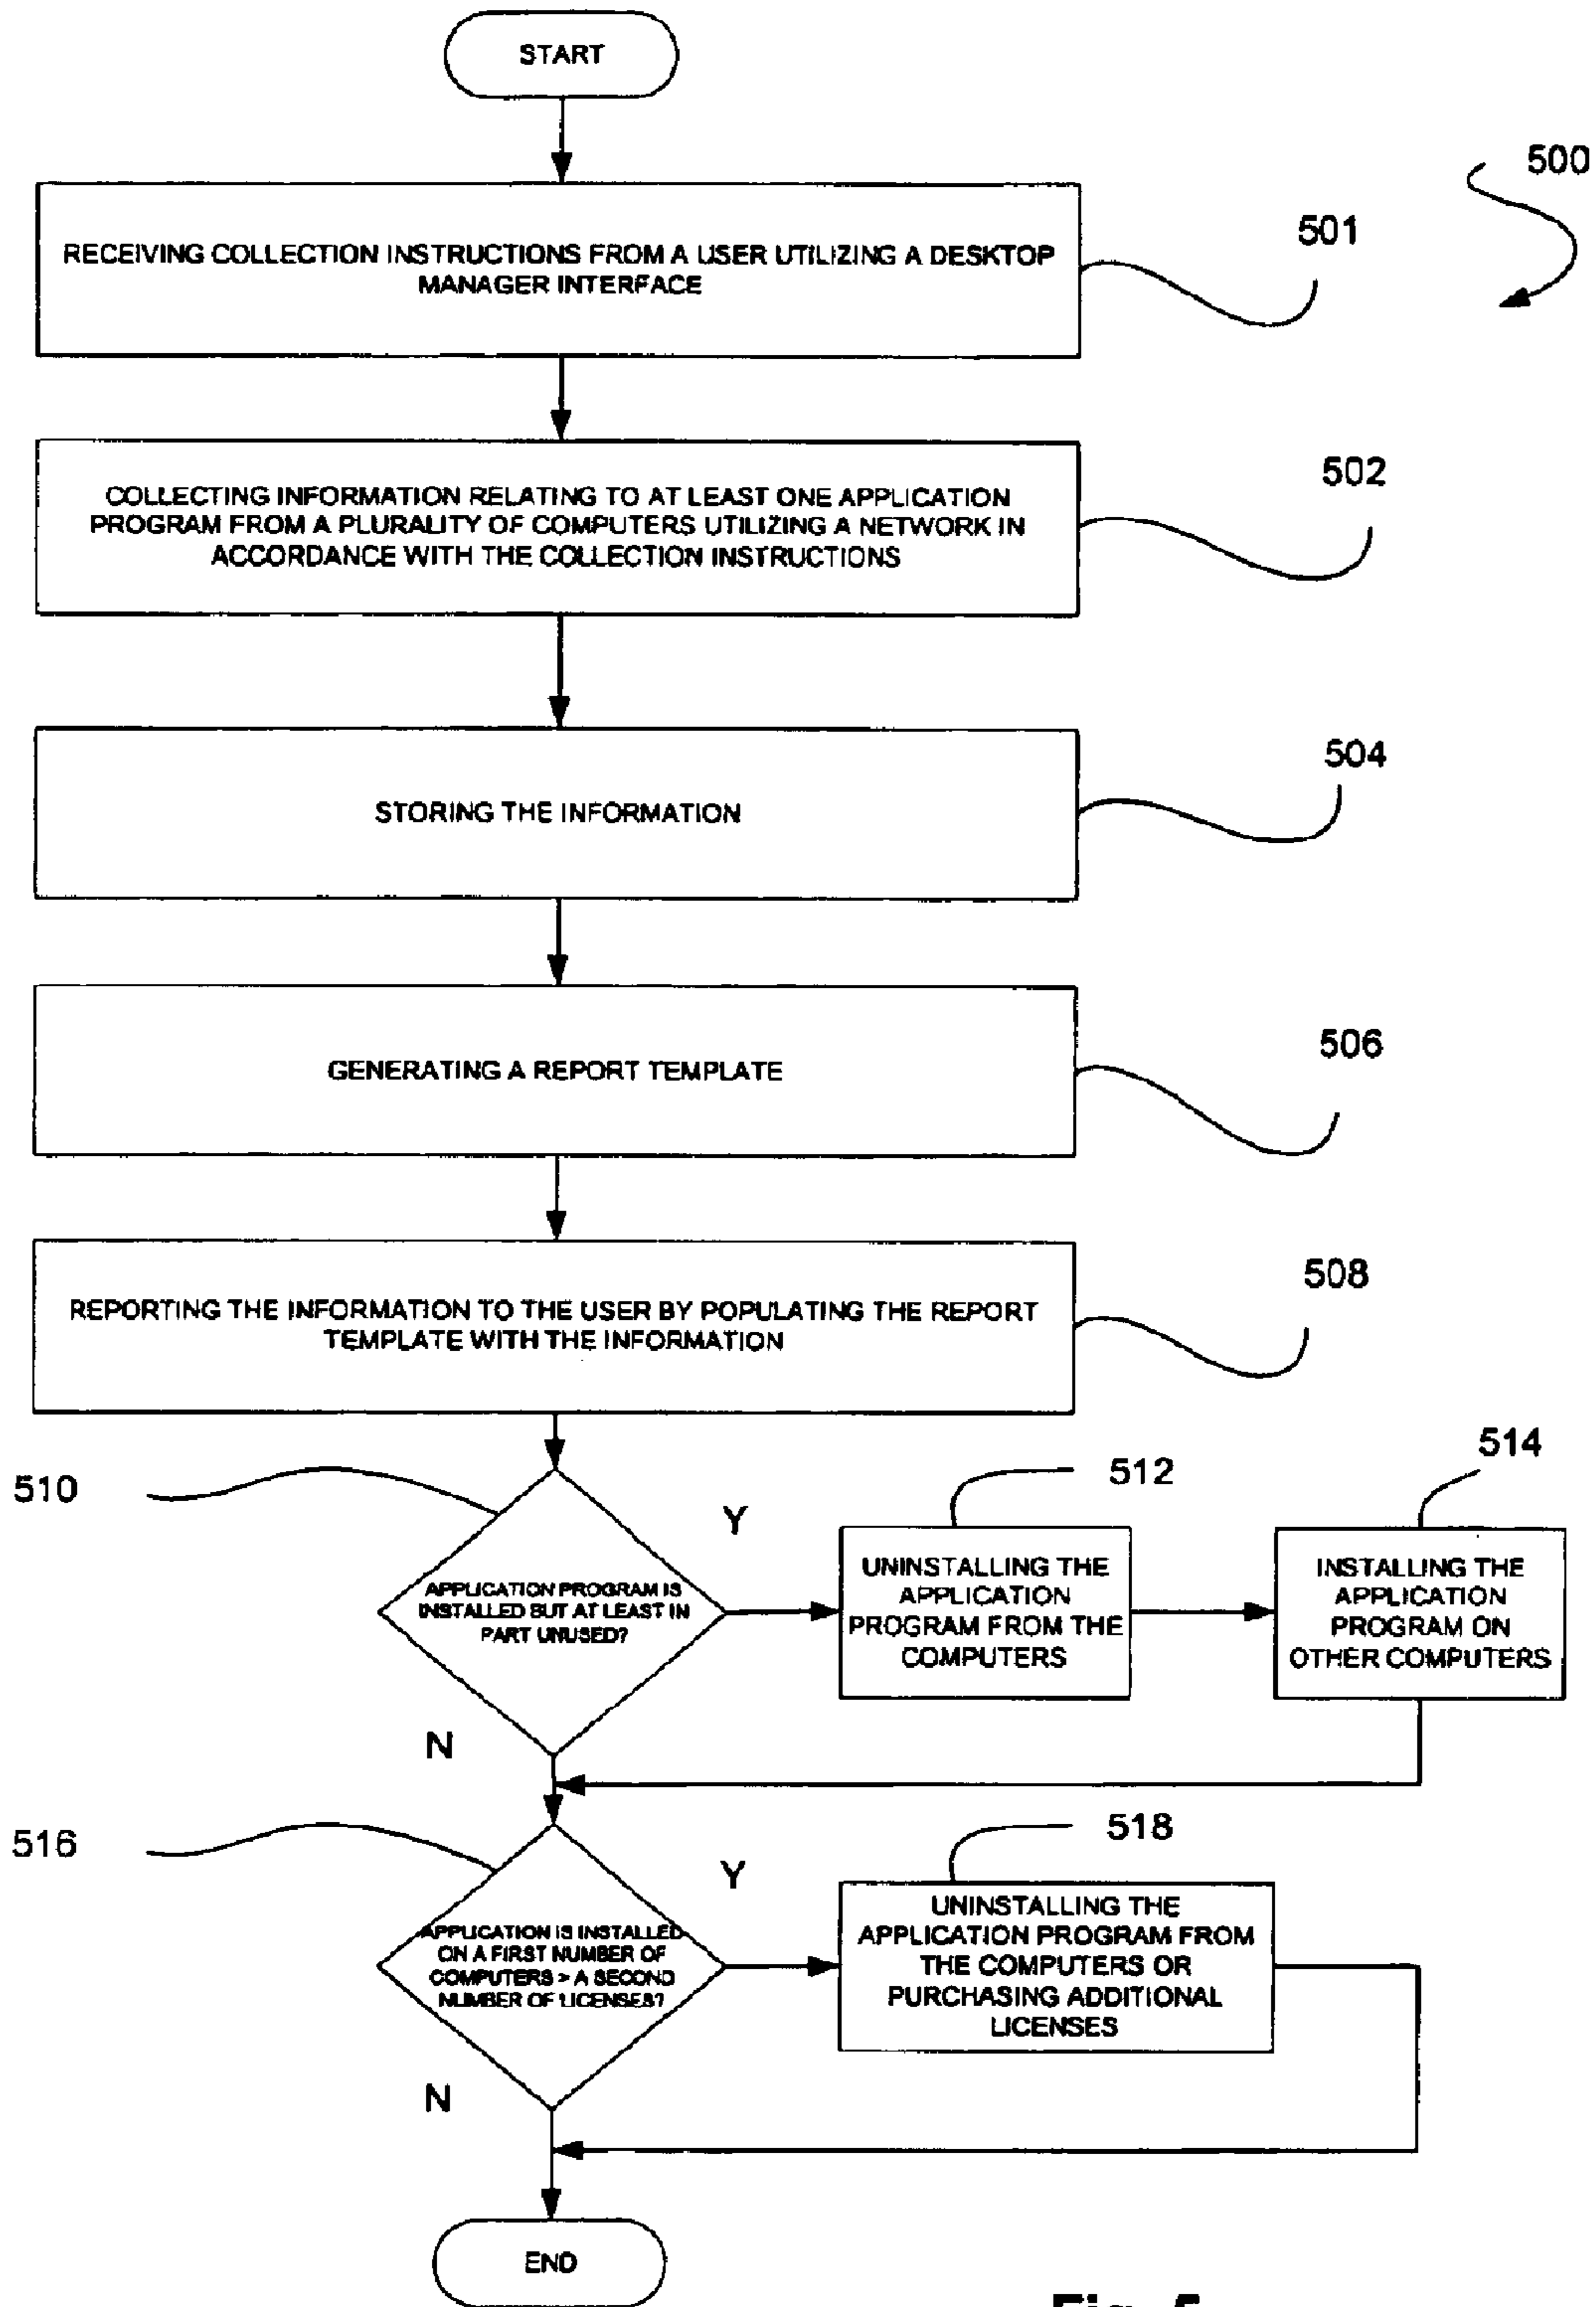 START
500
501
RECEIVING COLLECTION INSTRUCTIONS FROM A USER UTILIZING A DESKTOP
MANAGER INTERFACE
502
COLLECTING INFORMATION RELATING TO AT LEAST ONE APPLICATION
PROGRAM FROM A PLURALITY OF COMPUTERS UTILIZING A NETWORK IN
ACCORDANCE WITH THE COLLECTION INSTRUCTIONS
504
STORING THE INFORMATION
506
GENERATING A REPORT TEMPLATE
508
REPORTING THE INFORMATION TO THE USER BY POPULATING THE REPORT
TEMPLATE WITH THE INFORMATION
510
APPLICATION PROGRAM IS
INSTALLED BUT AT LEAST IN
PART UNUSED?
Y
512
UNINSTALLING THE
APPLICATION
PROGRAM FROM THE
COMPUTERS
514
INSTALLING THE
APPLICATION
PROGRAM ON
OTHER COMPUTERS
N
516
APPLICATION IS INSTALLED
ON A FIRST NUMBER OF
COMPUTERS > A SECOND
NUMBER OF LICENSES?
Y
518
UNINSTALLING THE
APPLICATION PROGRAM FROM
THE COMPUTERS OR
PURCHASING ADDITIONAL
LICENSES
N
END
Fig. 5